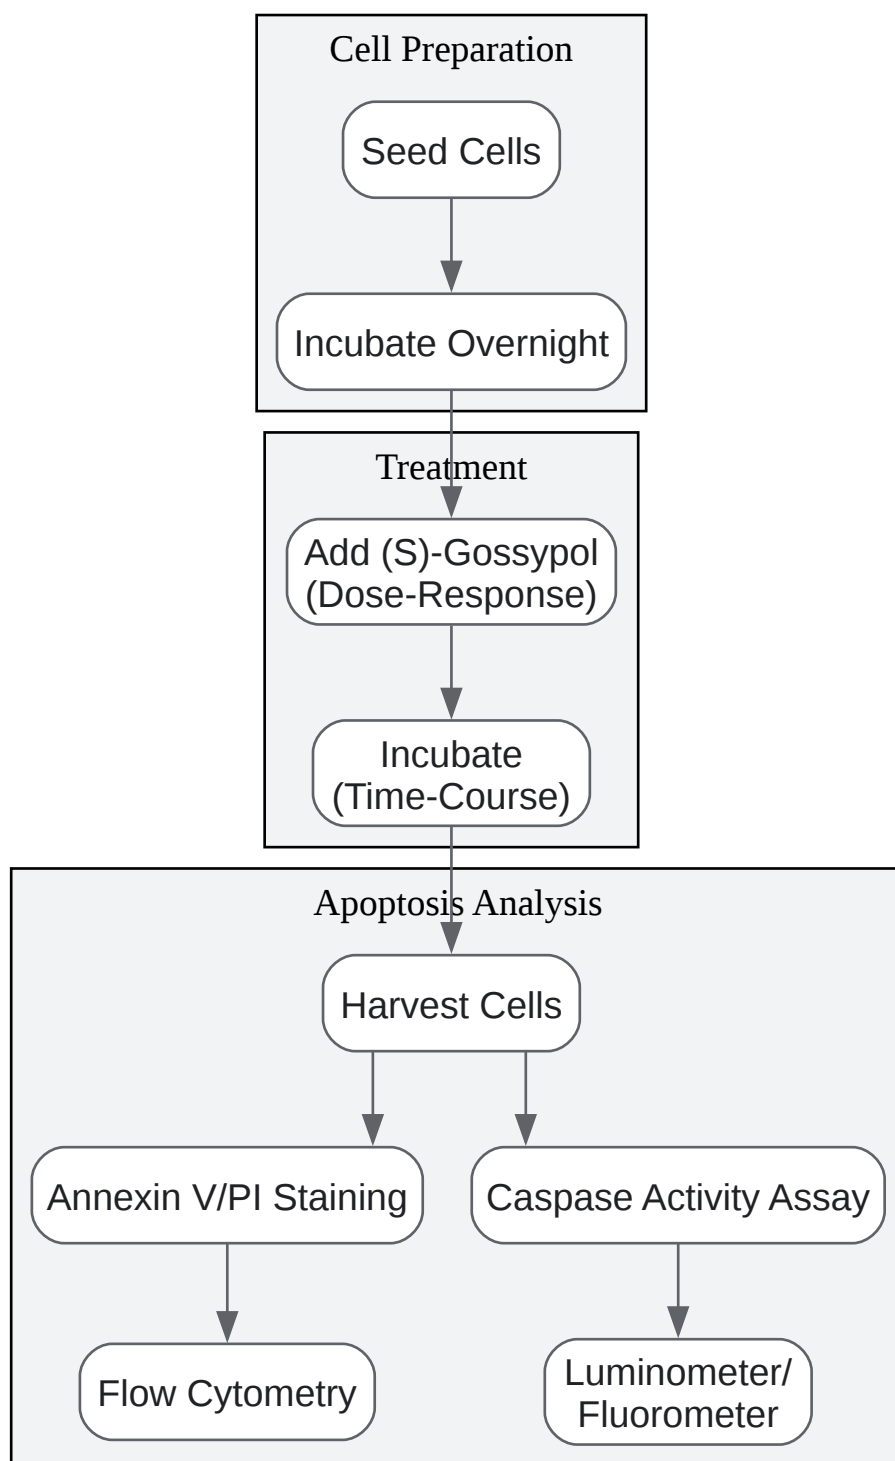 Cell Preparation
Seed Cells
Incubate Overnight
Treatment
Add (S)-Gossypol
(Dose-Response)
Incubate
(Time-Course)
Apoptosis Analysis
Harvest Cells
Annexin V/PI Staining
Caspase Activity Assay
Flow Cytometry
Luminometer/
Fluorometer